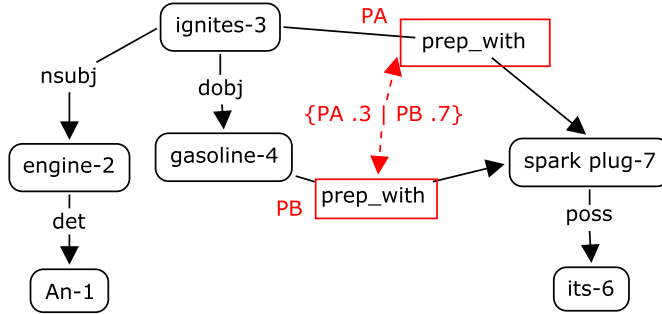 ignites-3
PA
prep_with
nsubj
dobj
{PA .3 | PB .7}
engine-2
gasoline-4
spark plug-7
PB
prep_with
det
poss
An-1
its-6